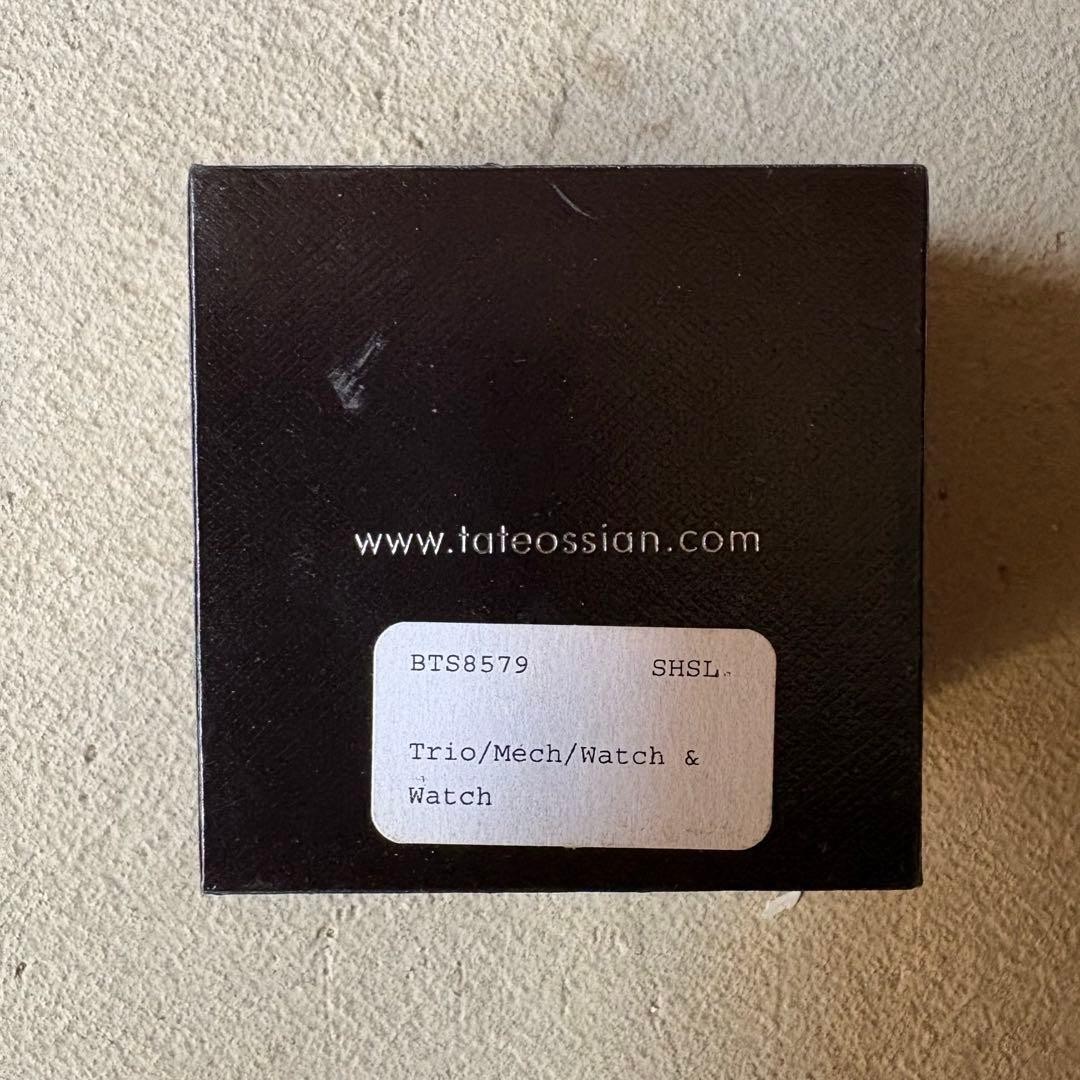 www.tateossian.com
BTS8579 SHSL
Trio/Mech/Watch &
Watch